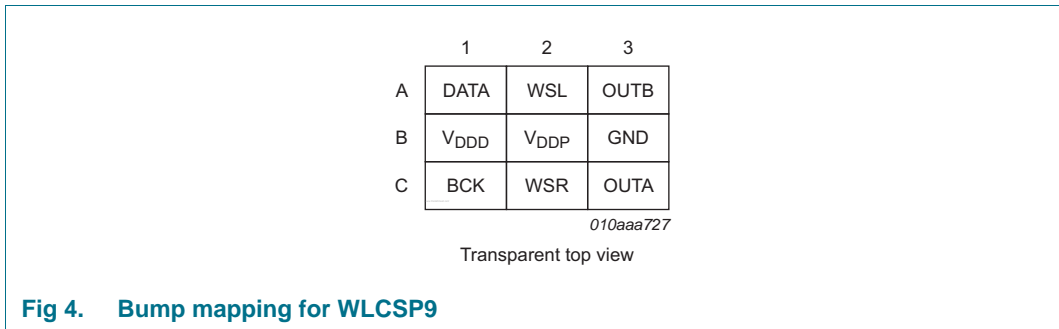 1 2 3
A DATA WSL OUTB
B VDDD VDDP GND
C BCK WSR OUTA
010aaa727
Transparent top view
Fig 4. Bump mapping for WLCSP9